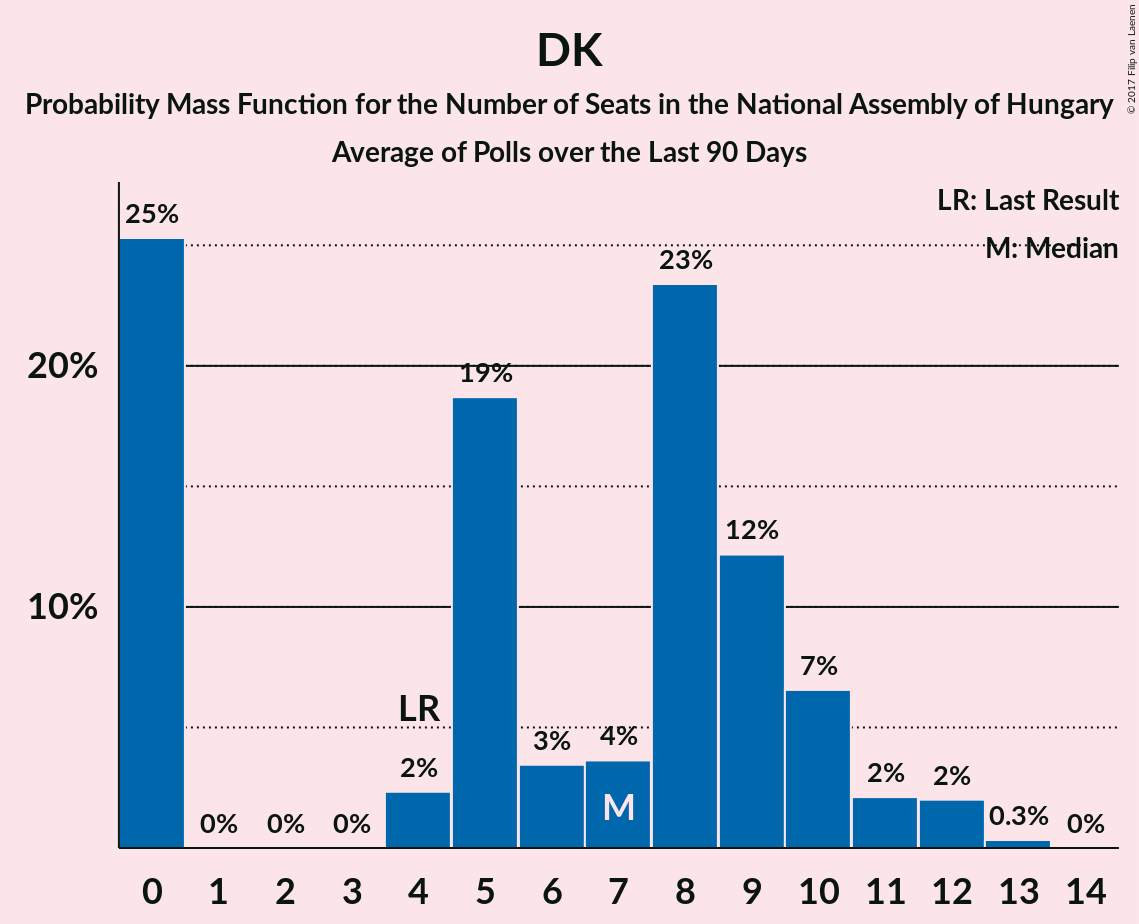 DK
Probability Mass Function for the Number of Seats in the National Assembly of Hungary
Average of Polls over the Last 90 Days
© 2017 Filip van Laenen
LR: Last Result
M: Median
25%
23%
20%
19%
12%
10%
7%
LR
4%
3%
2%
2%
2%
M
0%
0%
0%
0.3%
0%
0 1 2 3 4 5 6 7 8 9 10 11 12 13 14